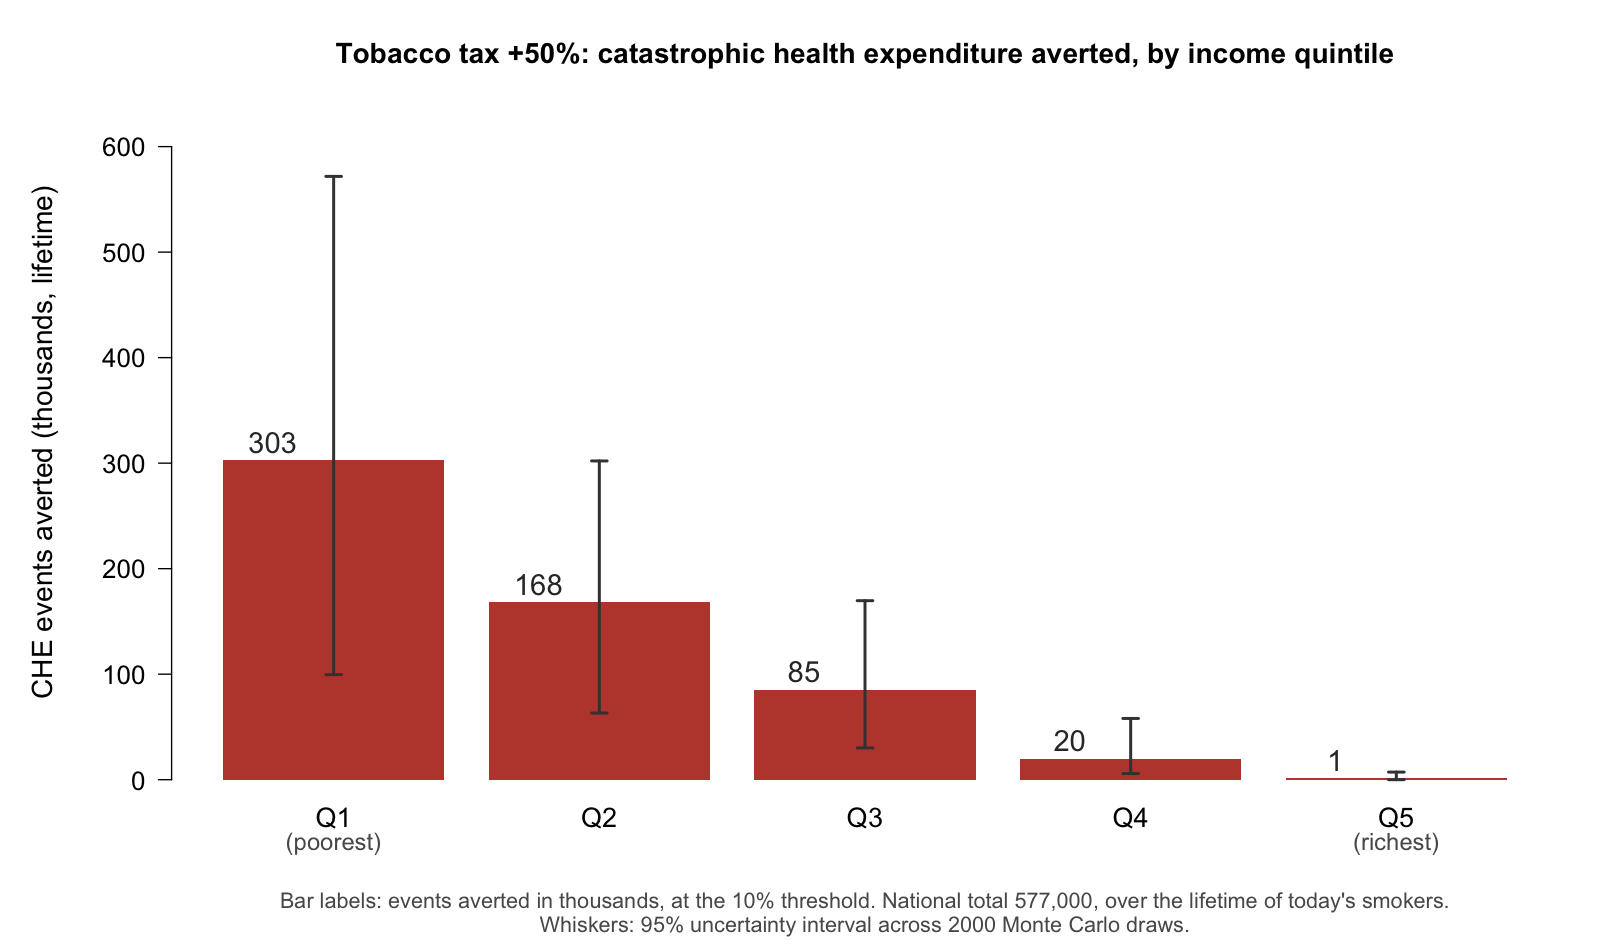 Tobacco tax +50%: catastrophic health expenditure averted, by income quintile
CHE events averted (thousands, lifetime)
600
500
400
300
200
100
0
303
168
85
20
1
Q1
(poorest)
Q2
Q3
Q4
Q5
(richest)
Bar labels: events averted in thousands, at the 10% threshold. National total 577,000, over the lifetime of today's smokers.
Whiskers: 95% uncertainty interval across 2000 Monte Carlo draws.